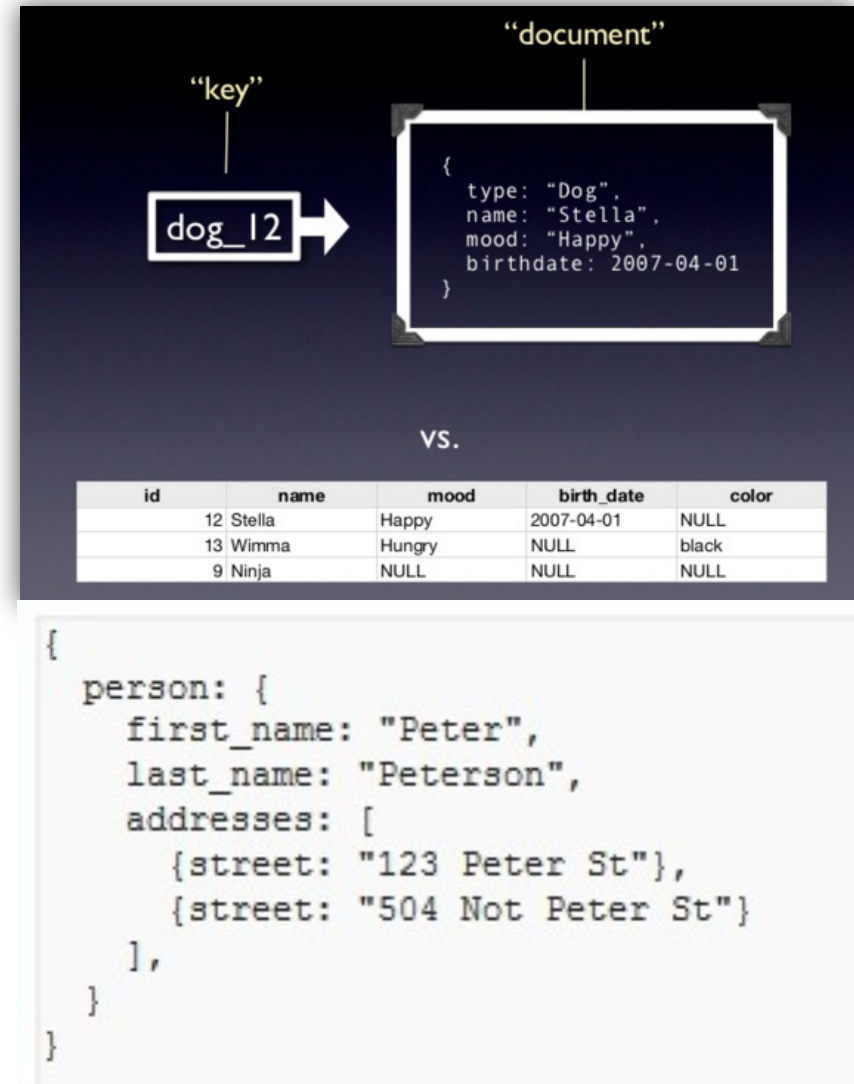 “document”
“key”
dog_12
{
type: “Dog”,
name: “Stella”,
mood: “Happy”,
birthdate: 2007-04-01
}
vs.
id name mood birth_date color
12 Stella Happy 2007-04-01 NULL
13 Wimma Hungry NULL black
9 Ninja NULL NULL NULL
{
person: {
first_name: "Peter",
last_name: "Peterson",
addresses: [
{street: "123 Peter St"},
{street: "504 Not Peter St"}
],
}
}